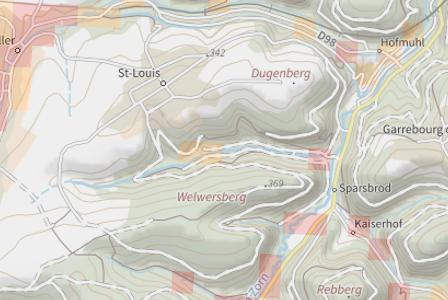 D98
ller
Hofmuhl
.342
St-Louis
Dugenberg
Garrebourg
Welwersberg
.369
Sparsbrod
Kaiserhof
Zorn
Rebberg